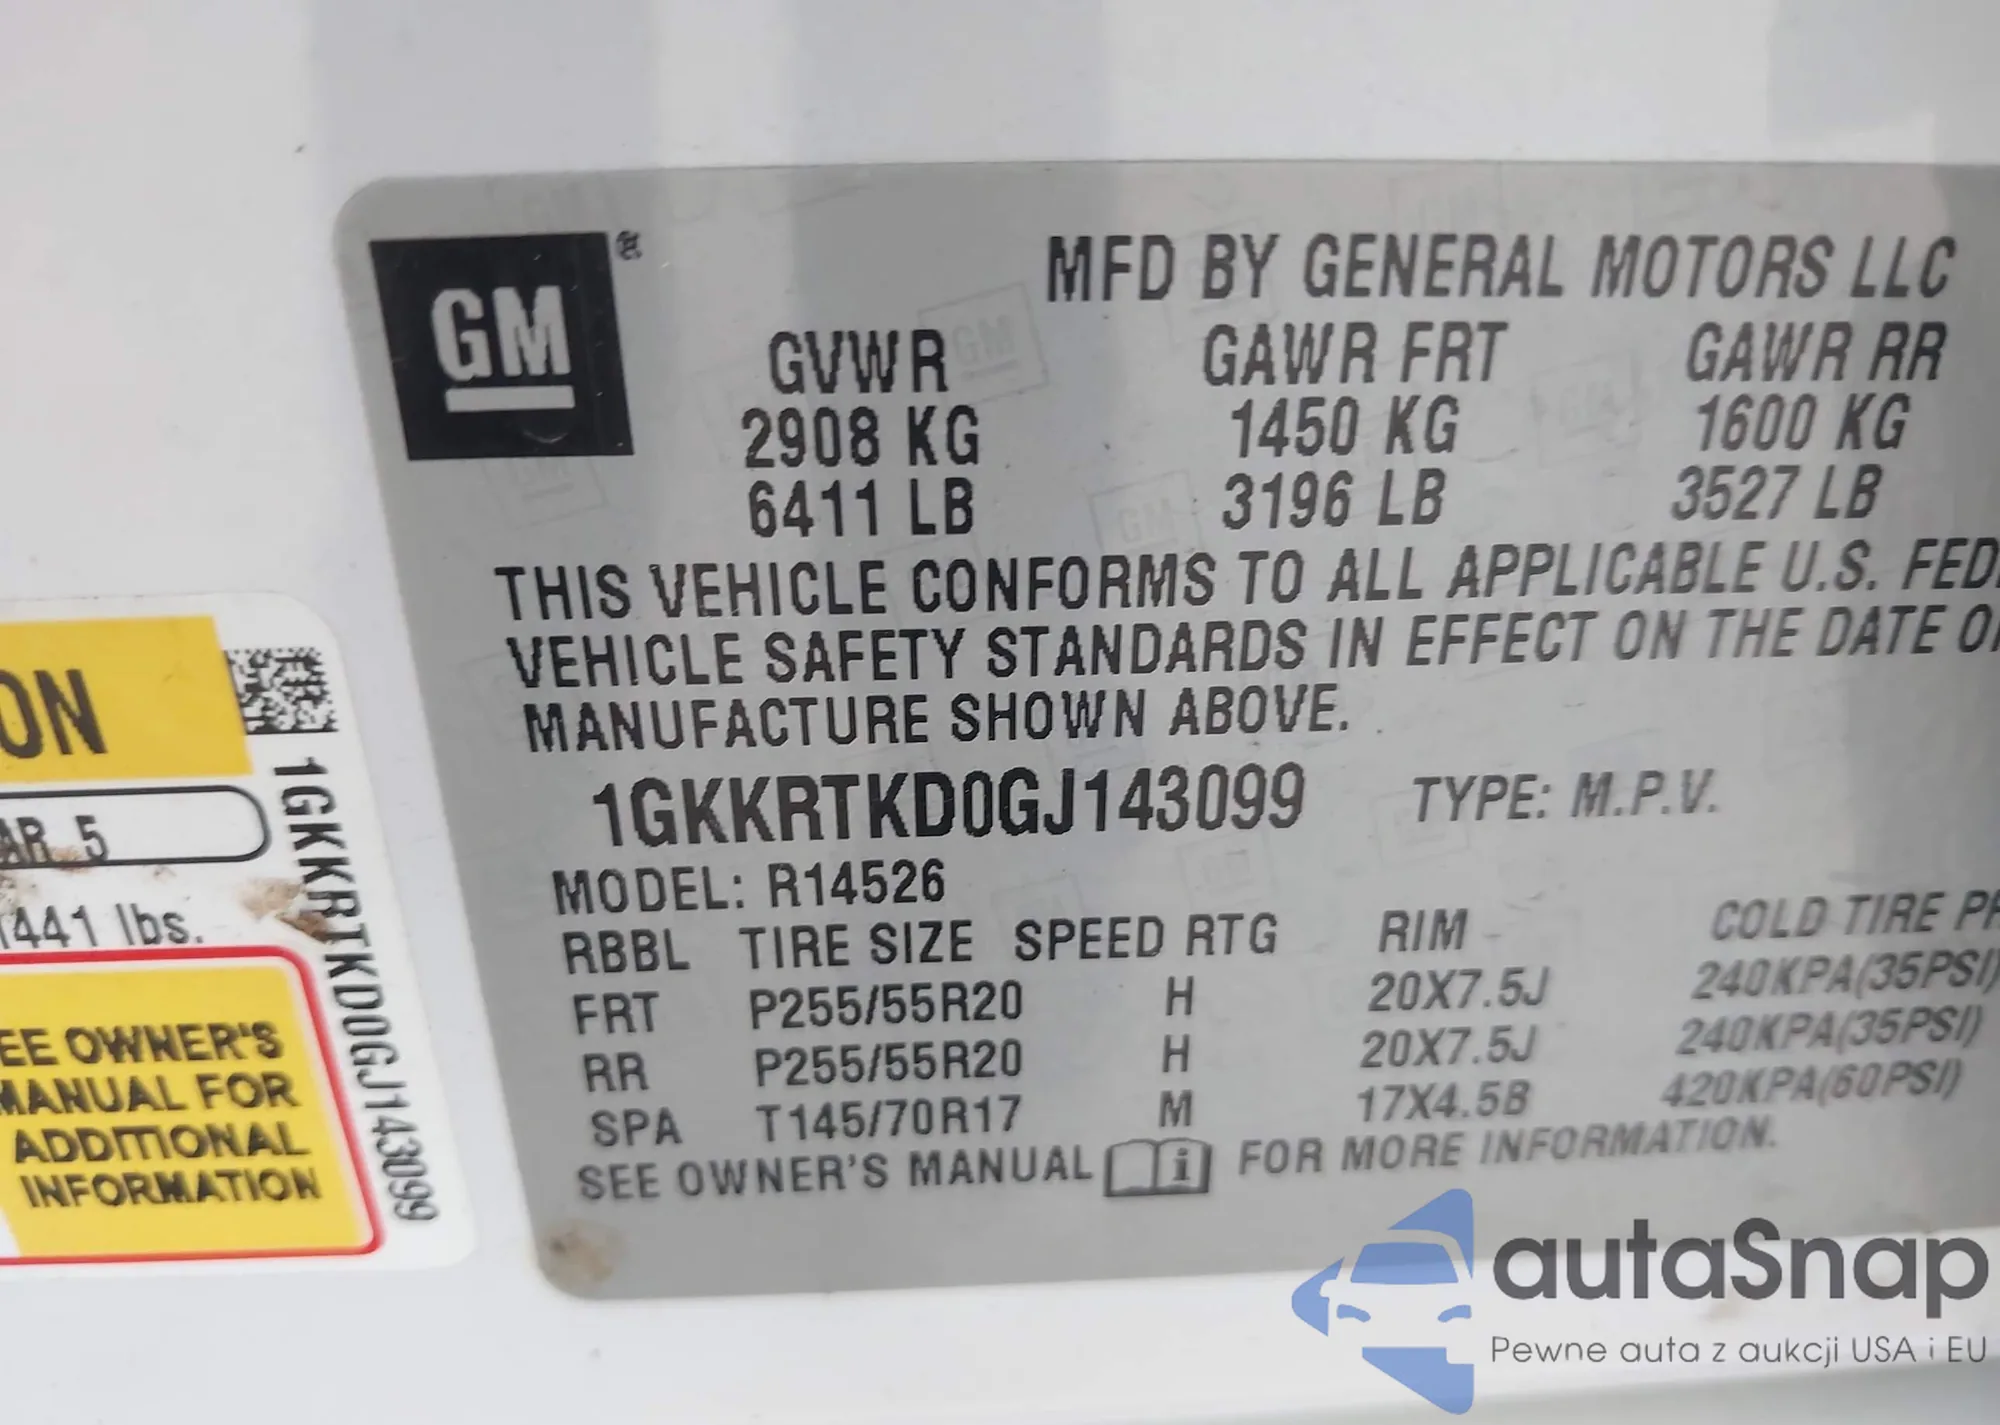 GM ®
MFD BY GENERAL MOTORS LLC
GVWR GAWR FRT GAWR RR
2908 KG 1450 KG 1600 KG
6411 LB 3196 LB 3527 LB
THIS VEHICLE CONFORMS TO ALL APPLICABLE U.S. FED
VEHICLE SAFETY STANDARDS IN EFFECT ON THE DATE O
MANUFACTURE SHOWN ABOVE.
1GKKRTKD0GJ143099 TYPE: M.P.V.
MODEL: R14526
RBBL TIRE SIZE SPEED RTG RIM COLD TIRE PR
FRT P255/55R20 H 20X7.5J 240KPA(35PSI)
RR P255/55R20 H 20X7.5J 240KPA(35PSI)
SPA T145/70R17 M 17X4.5B 420KPA(60PSI)
SEE OWNER'S MANUAL i FOR MORE INFORMATION.
ON
AR 5
1441 lbs.
EE OWNER'S
MANUAL FOR
ADDITIONAL
INFORMATION
1GKKRTKD0GJ143099
autaSnap
Pewne auta z aukcji USA i EU